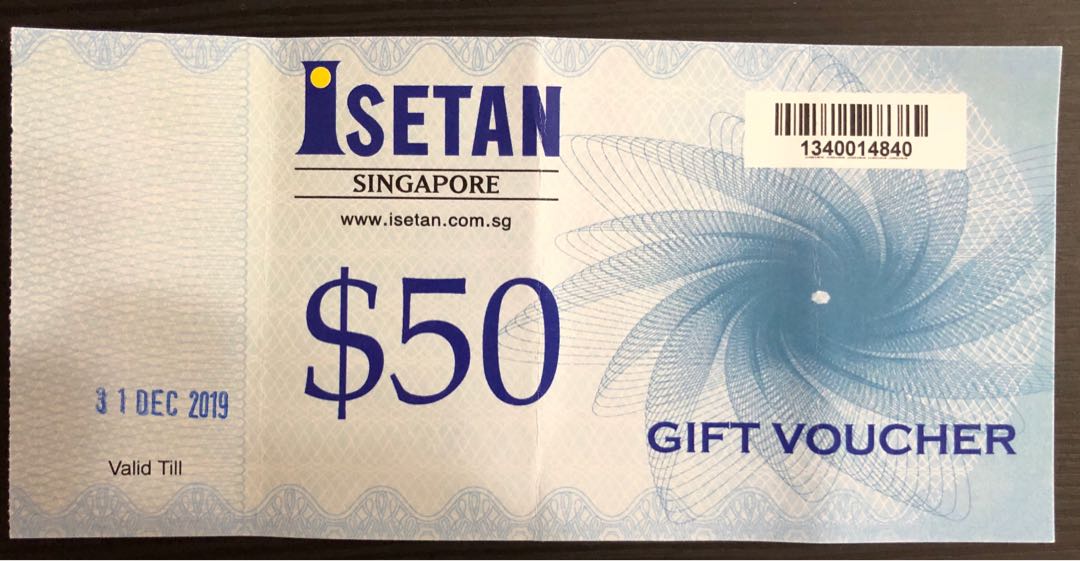 ISETAN
SINGAPORE
www.isetan.com.sg
$50
1340014840
GIFT VOUCHER
31 DEC 2019
Valid Till